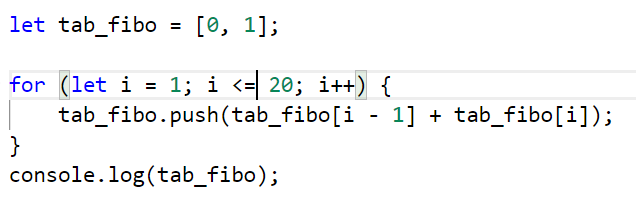 let tab_fibo = [0, 1];
for (let i = 1; i <= 20; i++) {
    tab_fibo.push(tab_fibo[i - 1] + tab_fibo[i]);
}
console.log(tab_fibo);